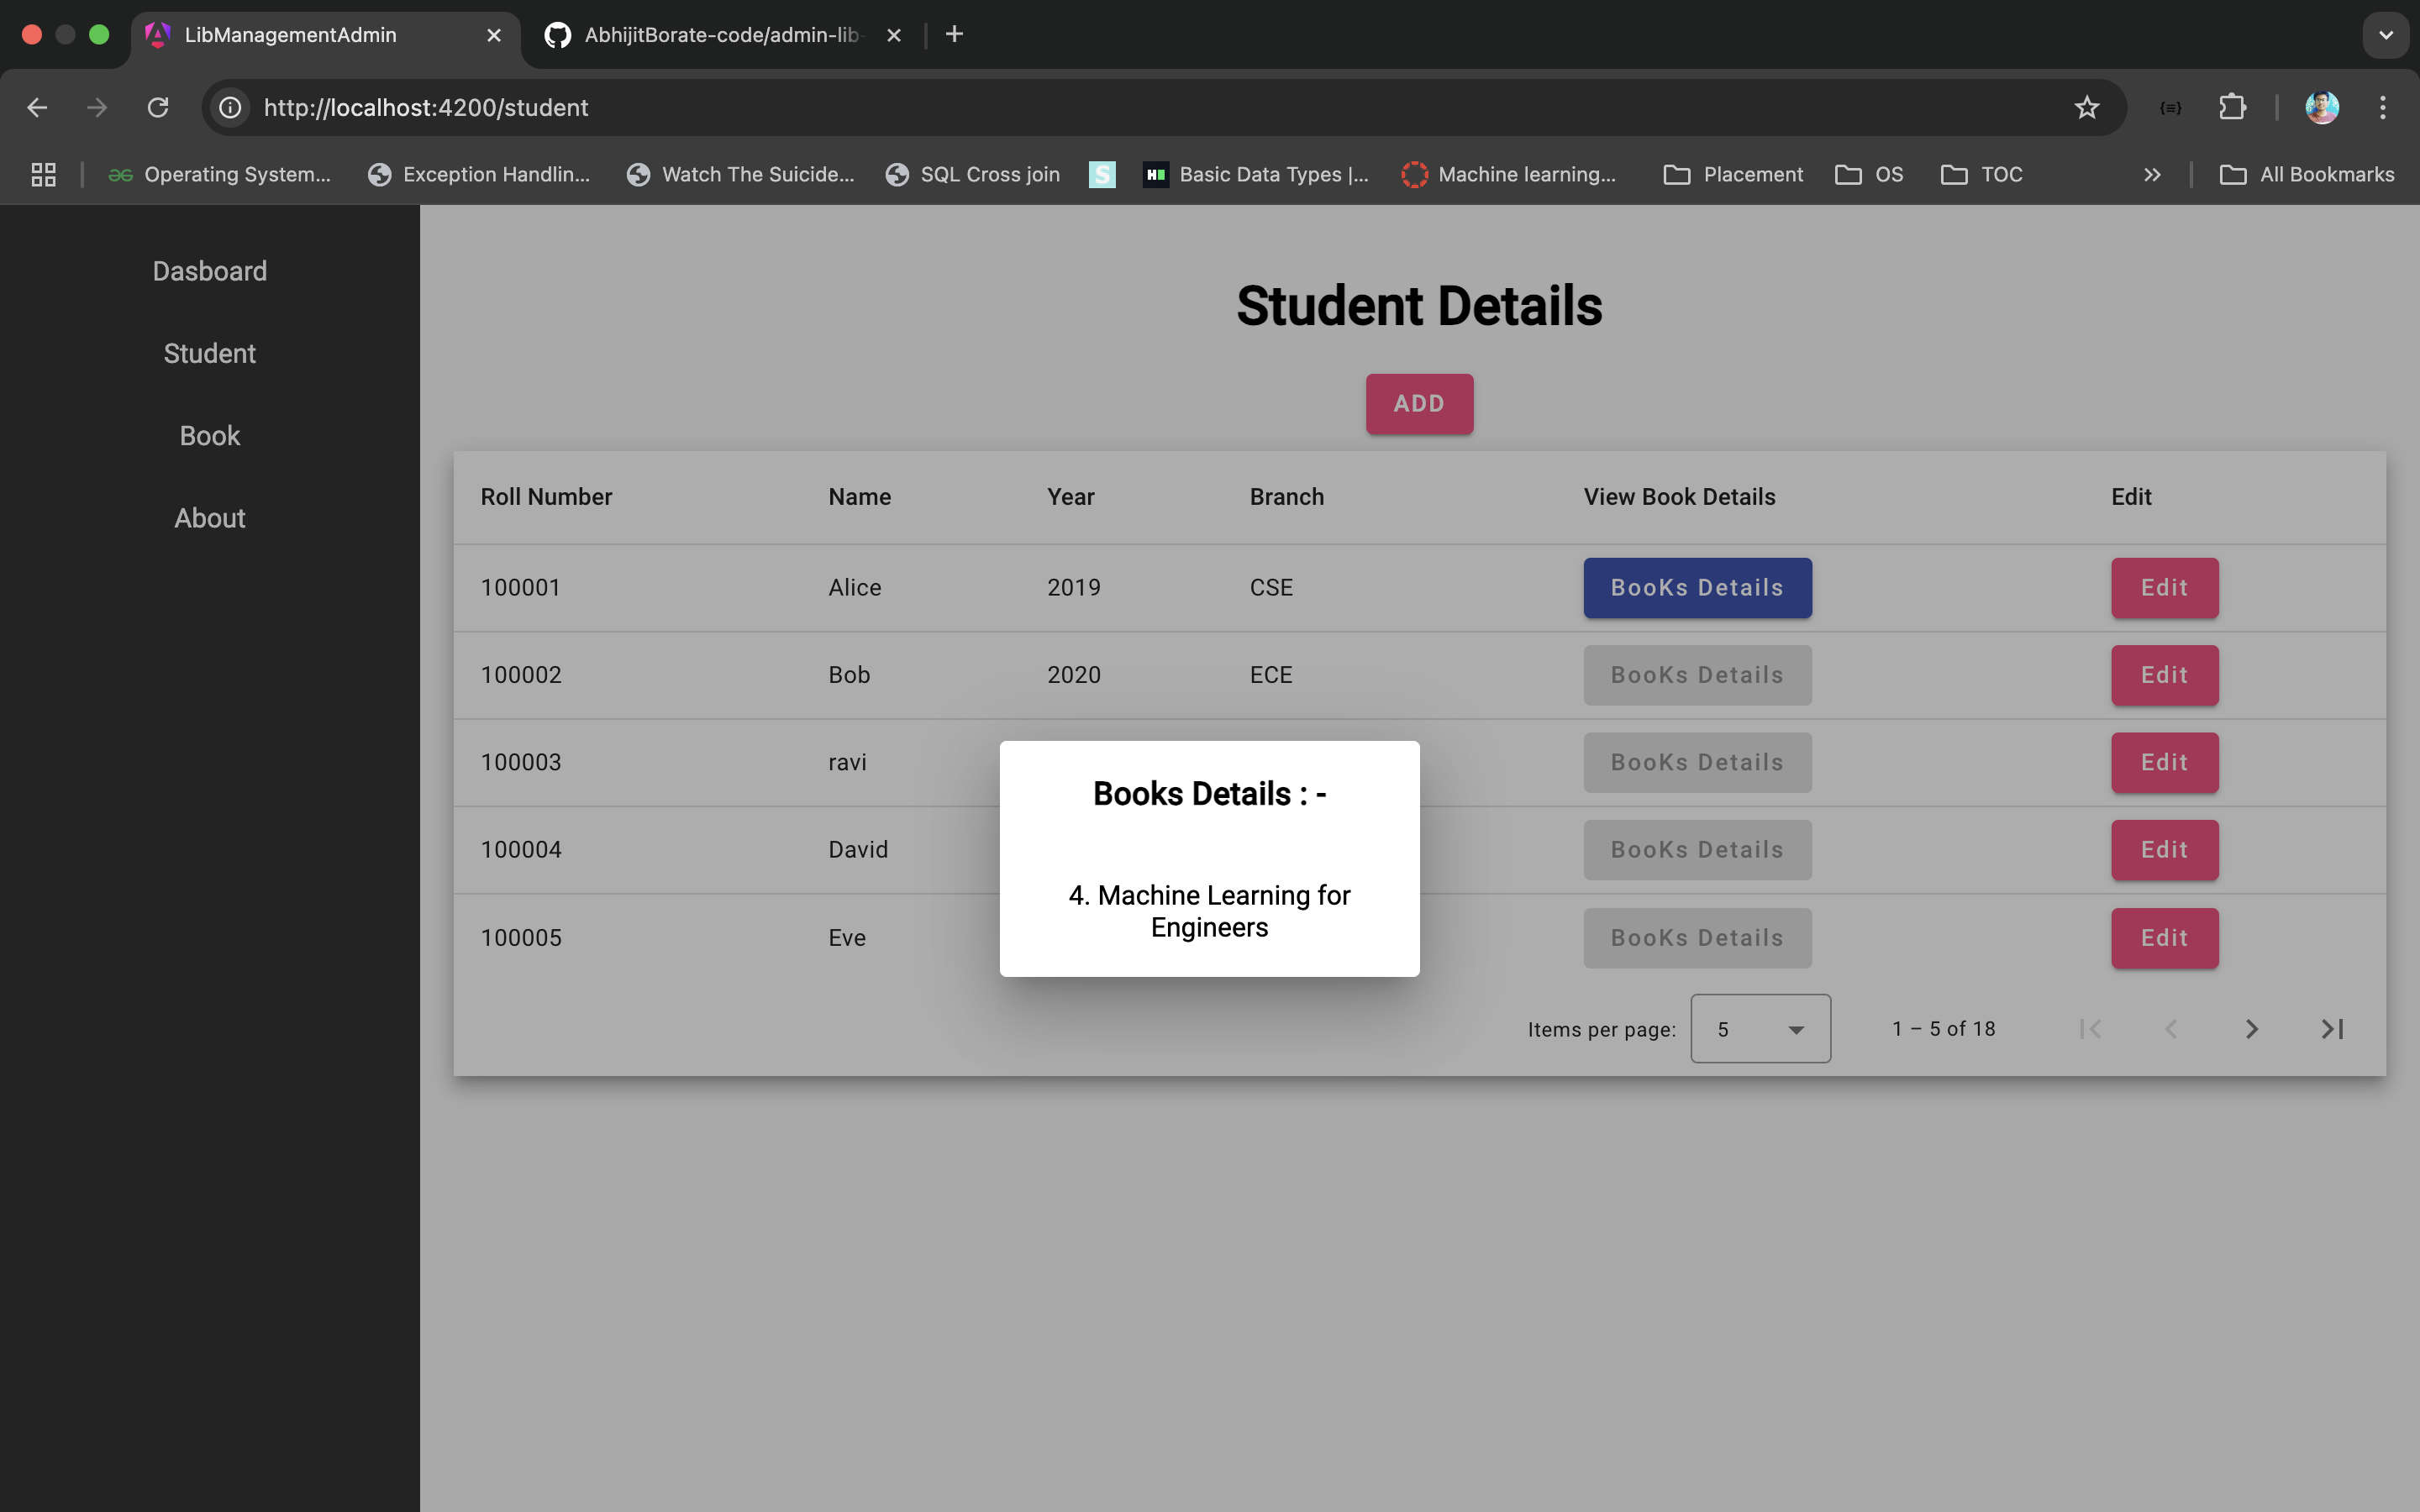 LibManagementAdmin
AbhijitBorate-code/admin-lib-
http://localhost:4200/student
Operating System...
Exception Handlin...
Watch The Suicide...
SQL Cross join
S
H
Basic Data Types |...
Machine learning...
Placement
OS
TOC
All Bookmarks
Dasboard
Student
Book
About
Student Details
ADD
Roll Number Name Year Branch View Book Details Edit
100001 Alice 2019 CSE BooKs Details Edit
100002 Bob 2020 ECE BooKs Details Edit
100003 ravi BooKs Details Edit
100004 David BooKs Details Edit
100005 Eve BooKs Details Edit
Books Details : -
4. Machine Learning for
Engineers
Items per page: 5 1 – 5 of 18